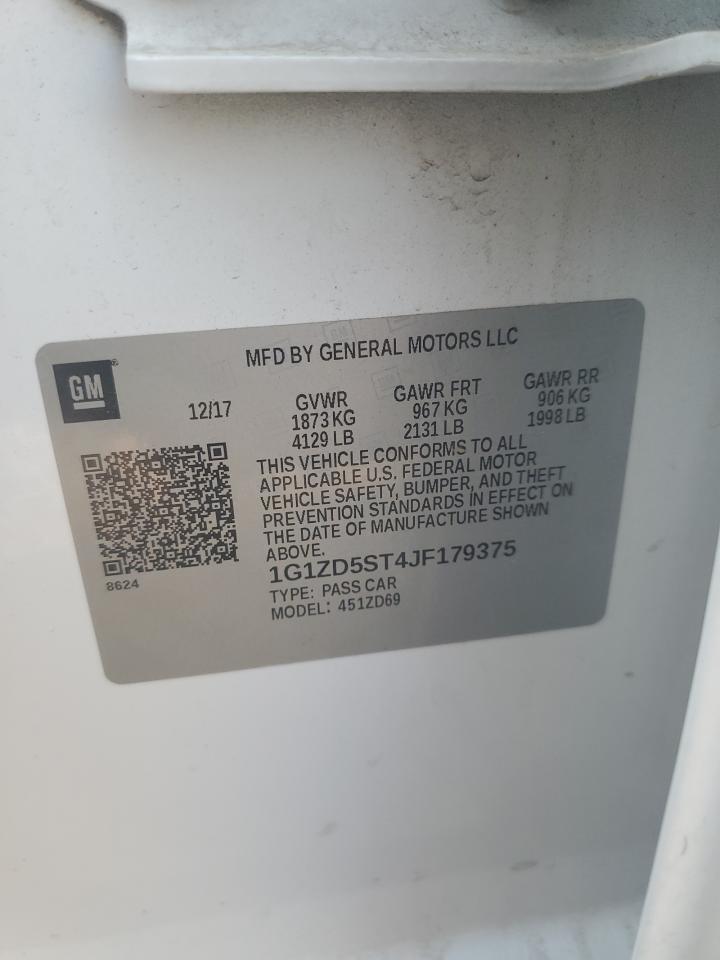 MFD BY GENERAL MOTORS LLC
GM
12/17
GVWR
1873 KG
4129 LB
GAWR FRT
967 KG
2131 LB
GAWR RR
906 KG
1998 LB
THIS VEHICLE CONFORMS TO ALL
APPLICABLE U.S. FEDERAL MOTOR
VEHICLE SAFETY, BUMPER, AND THEFT
PREVENTION STANDARDS IN EFFECT ON
THE DATE OF MANUFACTURE SHOWN
ABOVE.
8624
1G1ZD5ST4JF179375
TYPE: PASS CAR
MODEL: 451ZD69